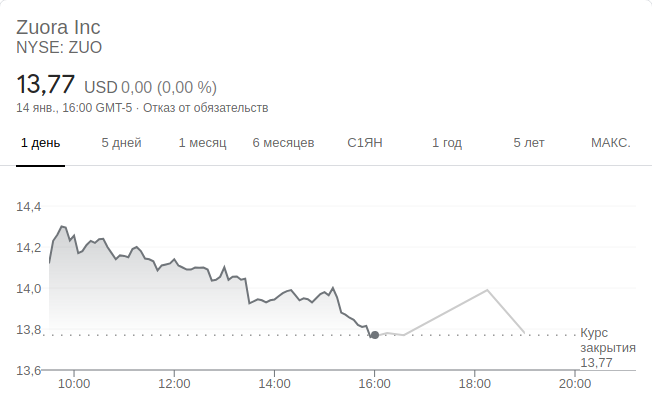 Zuora Inc
NYSE: ZUO
13,77 USD 0,00 (0,00 %)
14 янв., 16:00 GMT-5 · Отказ от обязательств
1 день 5 дней 1 месяц 6 месяцев С1ЯН 1 год 5 лет МАКС.
14,4
14,2
14,0
13,8
13,6
Курс
закрытия
13,77
10:00 12:00 14:00 16:00 18:00 20:00